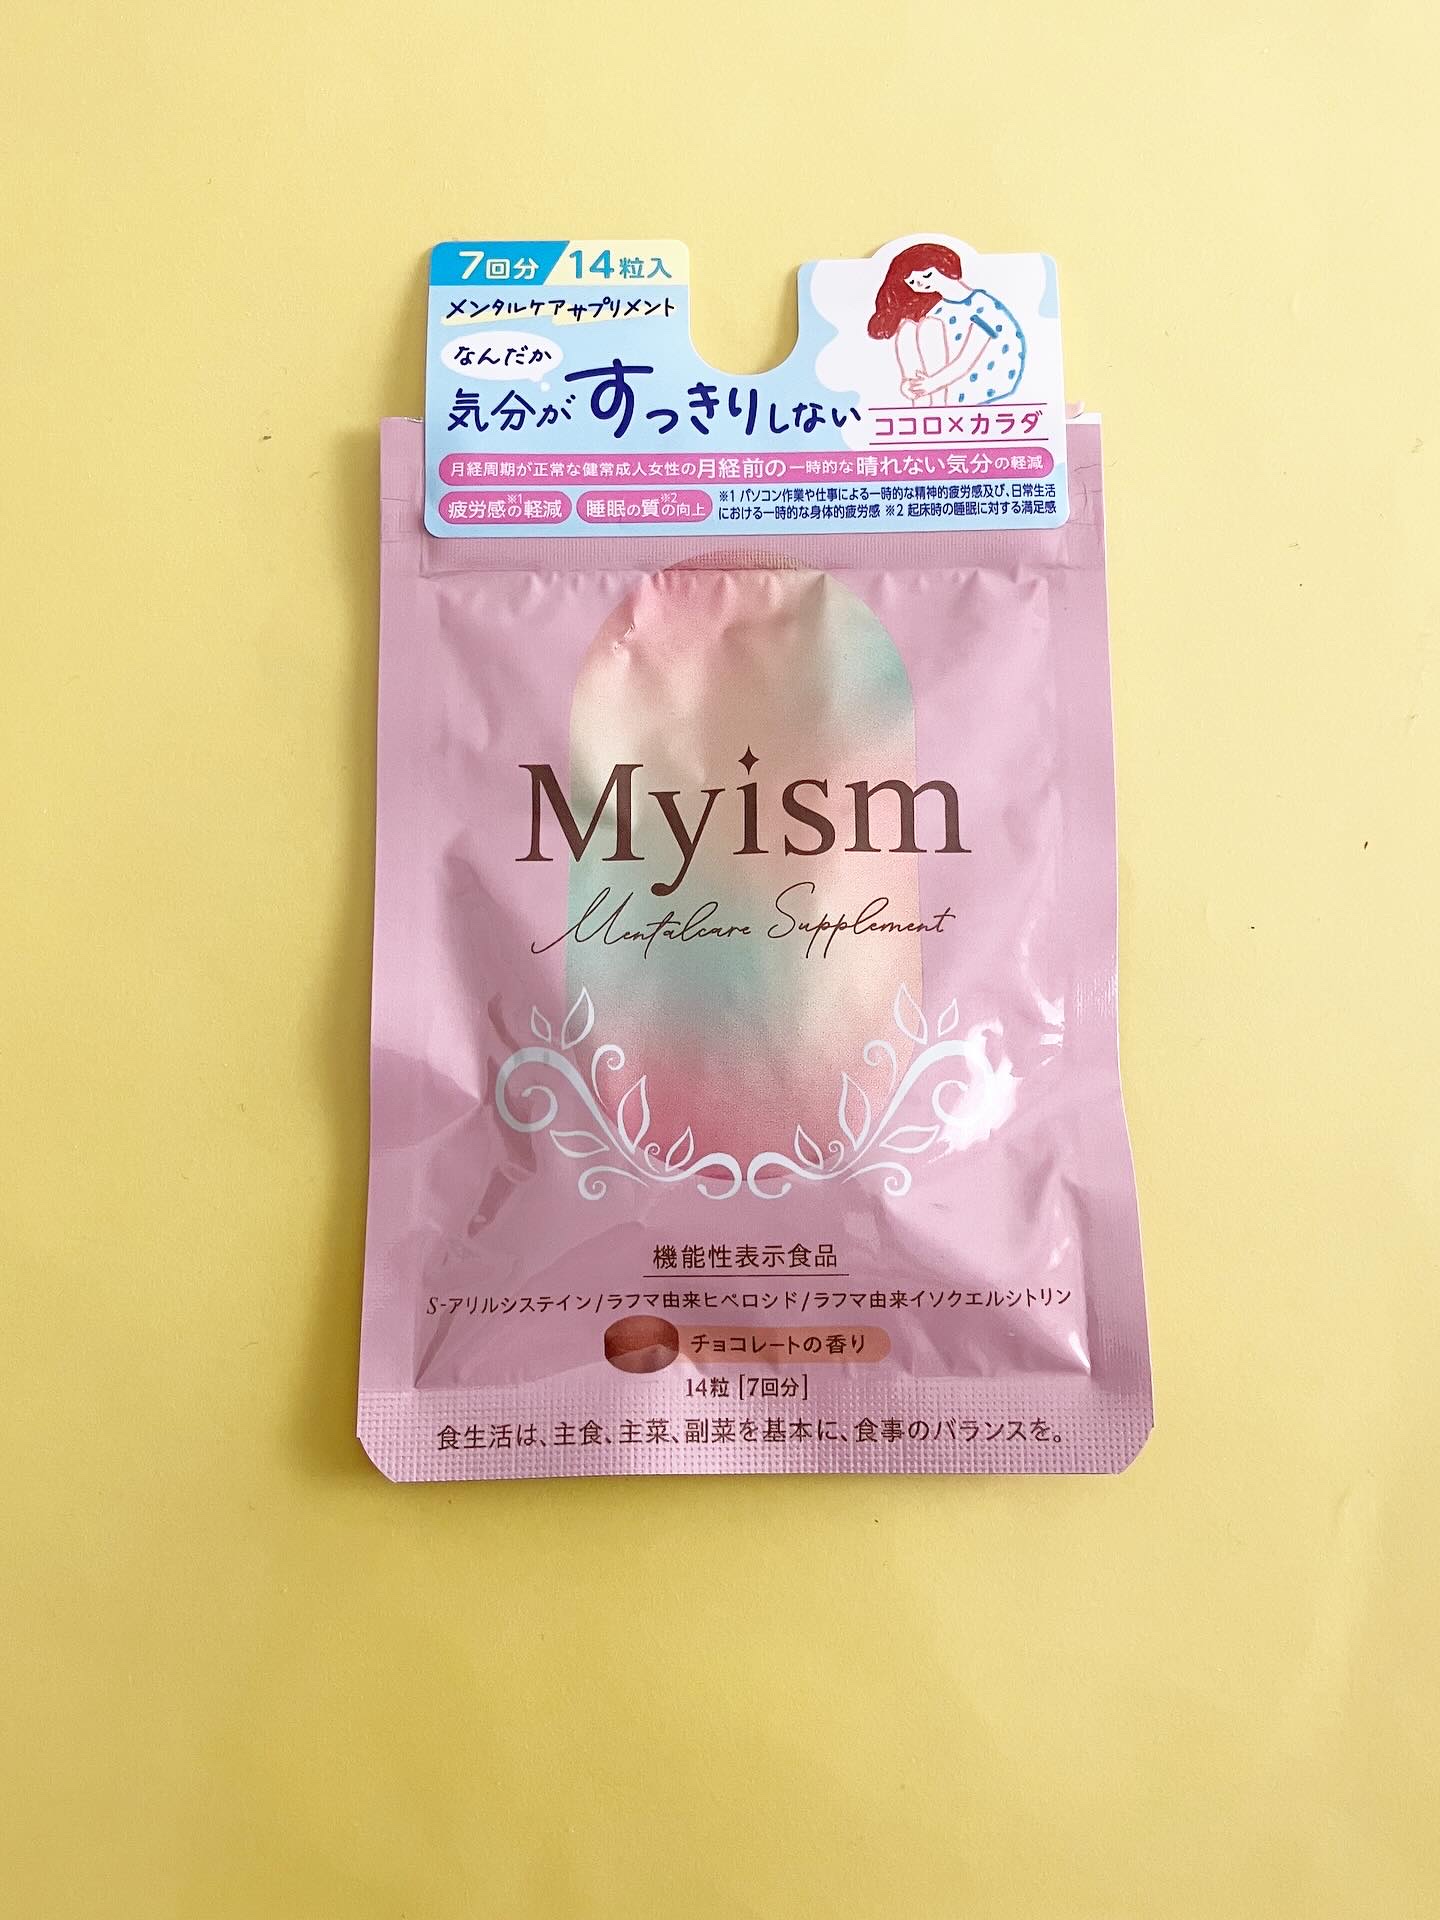 7回分 14粒入
メンタルケアサプリメント
なんだか
気分がすっきりしない
ココロ×カラダ
月経周期が正常な健常成人女性の月経前の一時的な晴れない気分の軽減
疲労感※1の軽減 睡眠の質※2の向上
※1 パソコン作業や仕事による一時的な精神的疲労感及び、日常生活
における一時的な身体的疲労感 ※2 起床時の睡眠に対する満足感
Myism
Mentalcare Supplement
機能性表示食品
S-アリルシステイン/ラフマ由来ヒペロシド/ラフマ由来イソクエルシトリン
チョコレートの香り
14粒 [7回分]
食生活は、主食、主菜、副菜を基本に、食事のバランスを。